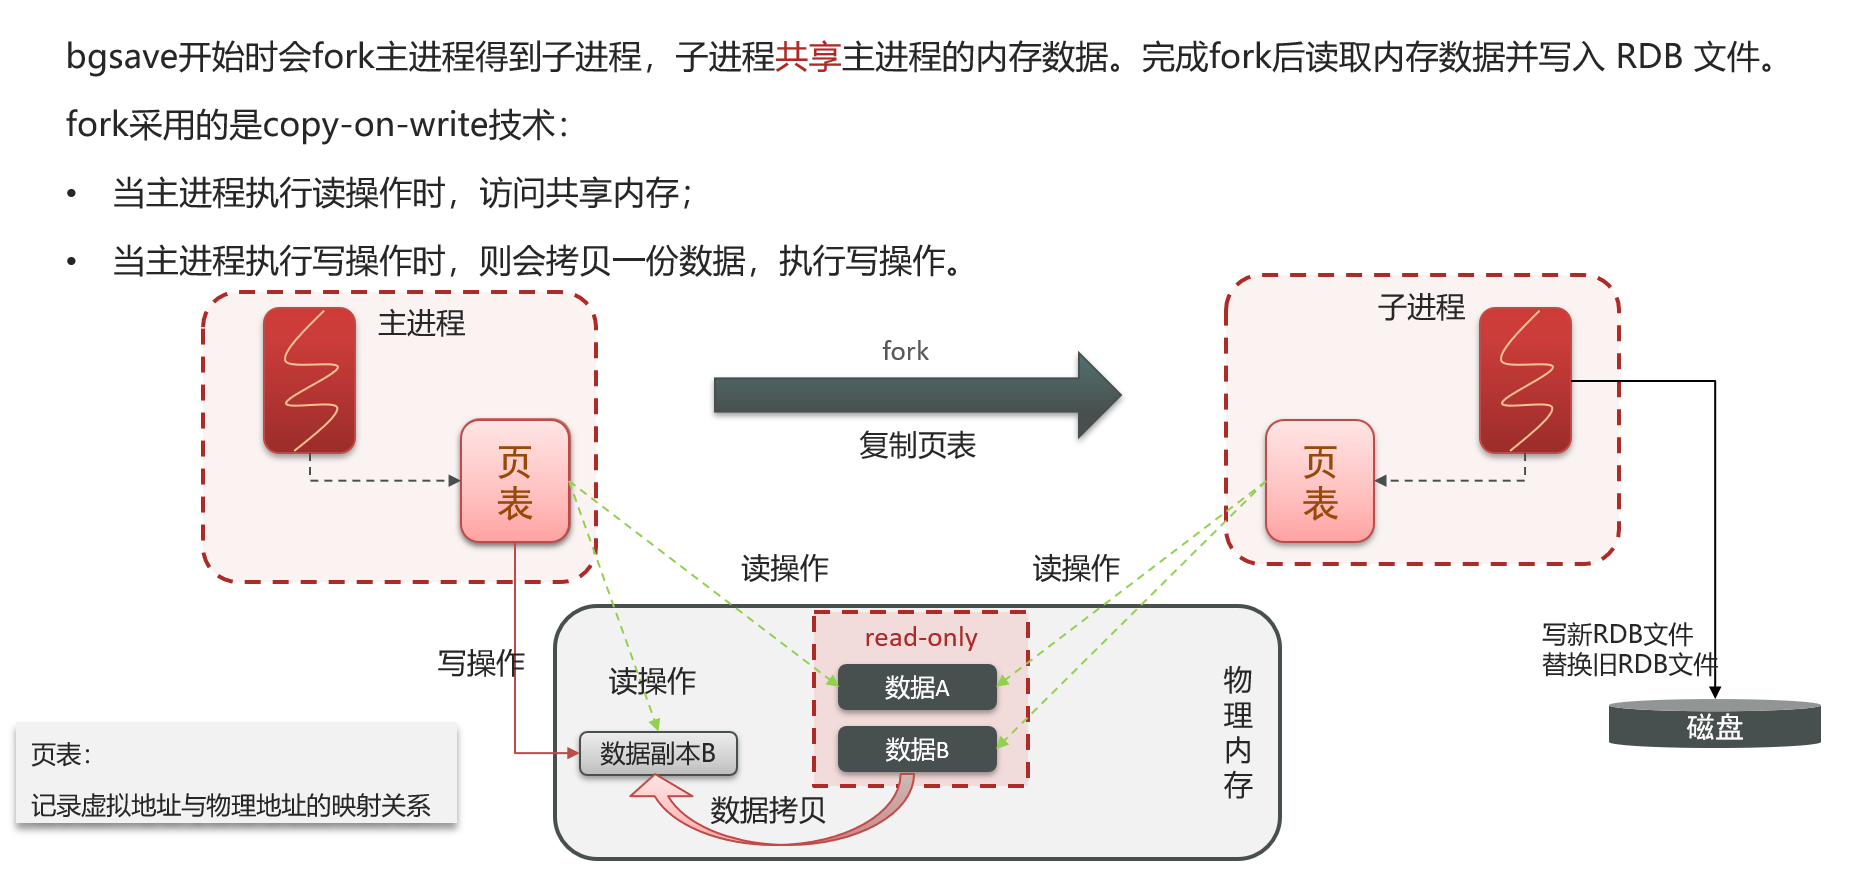 bgsave开始时会fork主进程得到子进程，子进程共享主进程的内存数据。完成fork后读取内存数据并写入 RDB 文件。
fork采用的是copy-on-write技术：
• 当主进程执行读操作时，访问共享内存；
• 当主进程执行写操作时，则会拷贝一份数据，执行写操作。
主进程
页
表
fork
复制页表
子进程
页
表
读操作
读操作
写操作
读操作
read-only
数据A
数据B
数据副本B
数据拷贝
物
理
内
存
写新RDB文件
替换旧RDB文件
磁盘
页表：
记录虚拟地址与物理地址的映射关系